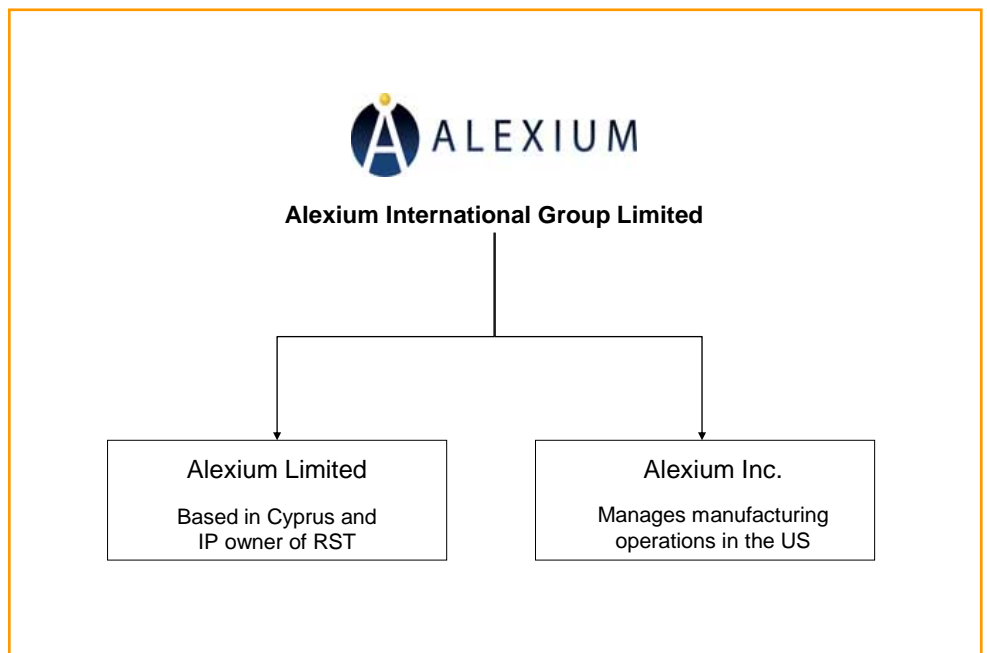 ALEXIUM
Alexium International Group Limited
Alexium Limited
Based in Cyprus and
IP owner of RST
Alexium Inc.
Manages manufacturing
operations in the US